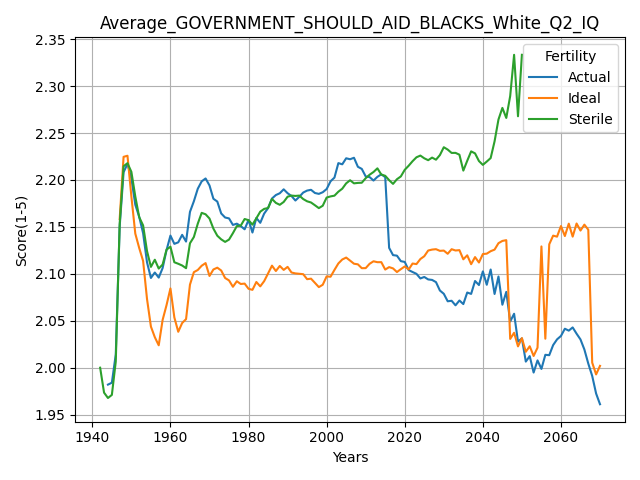 Average_GOVERNMENT_SHOULD_AID_BLACKS_White_Q2_IQ
2.35
2.30
2.25
2.20
2.15
2.10
2.05
2.00
1.95
Score(1-5)
Fertility
Actual
Ideal
Sterile
1940
1960
1980
2000
2020
2040
2060
Years